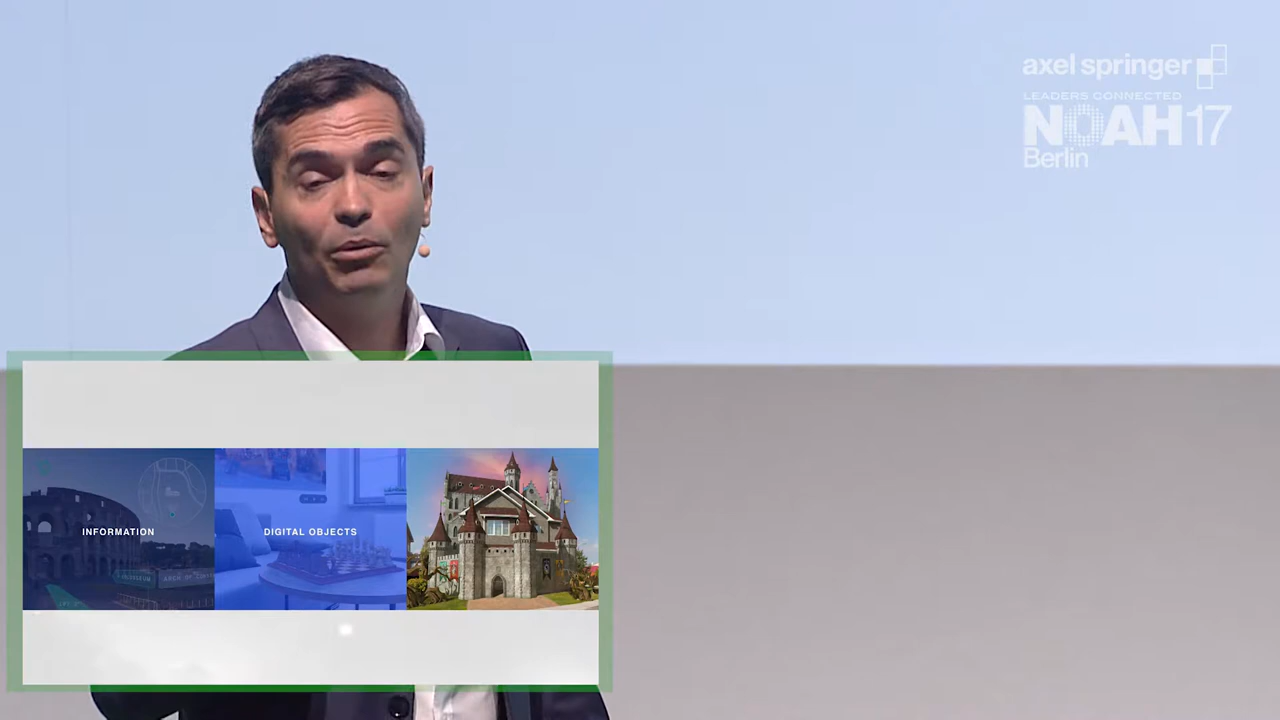 axel springer
LEADERS CONNECTED
NOAH17
Berlin
INFORMATION
DIGITAL OBJECTS